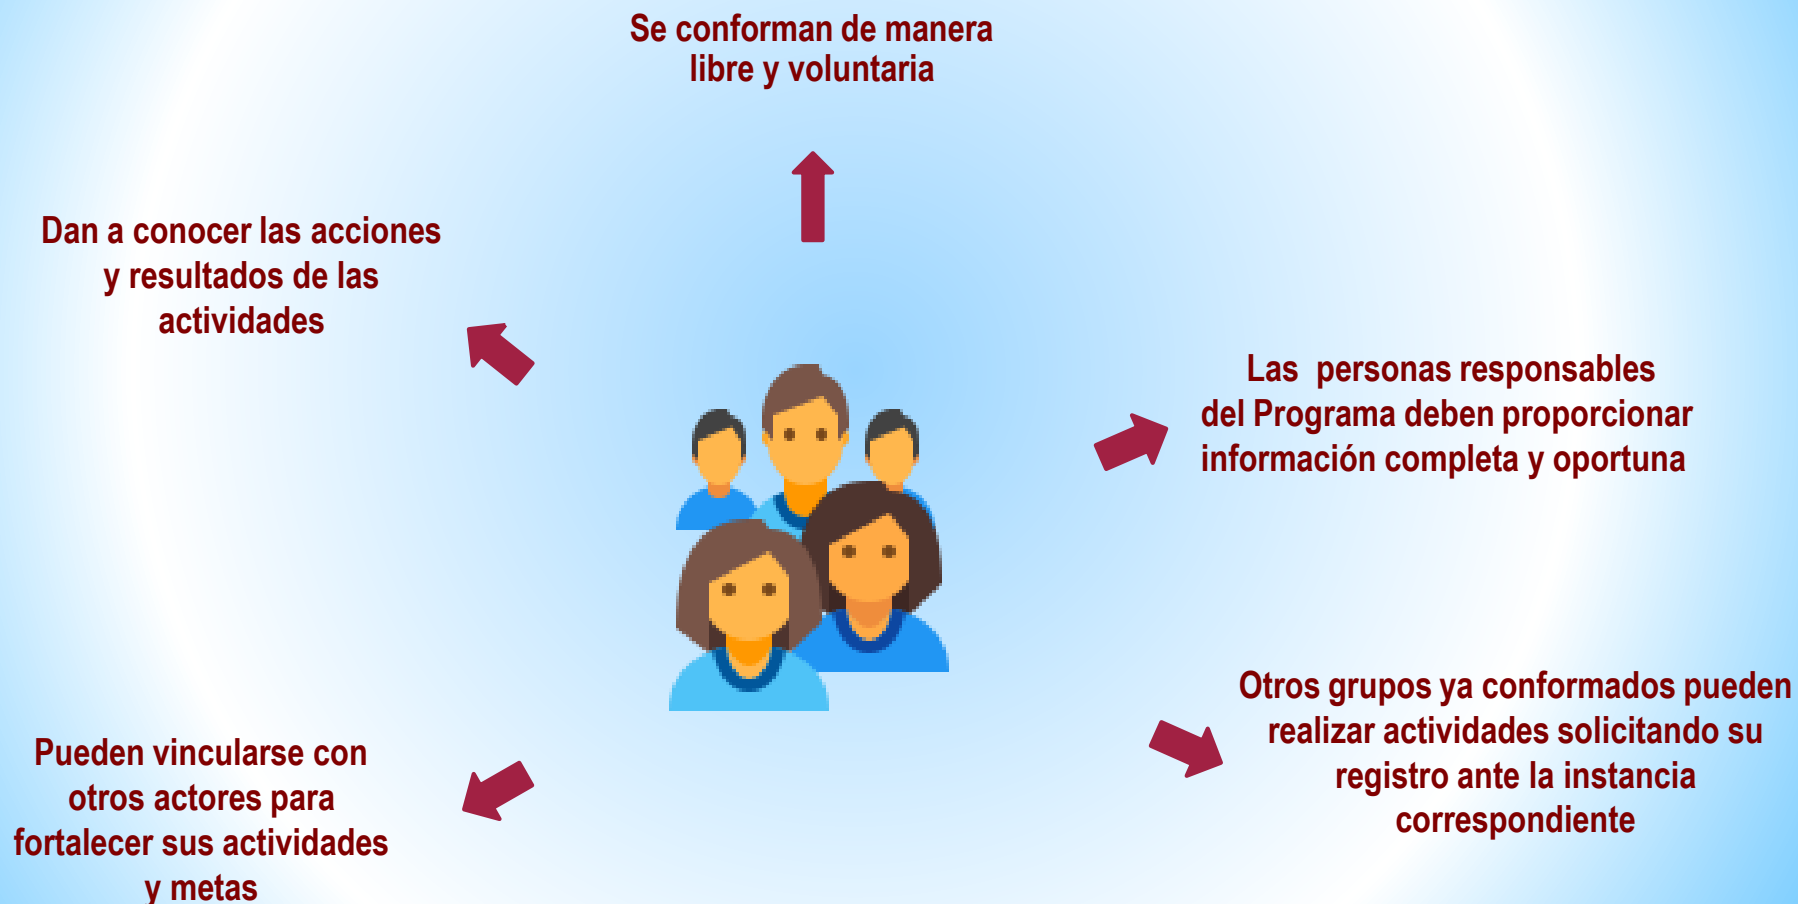 Se conforman de manera
libre y voluntaria
Dan a conocer las acciones
y resultados de las
actividades
Las personas responsables
del Programa deben proporcionar
información completa y oportuna
Otros grupos ya conformados pueden
realizar actividades solicitando su
registro ante la instancia
correspondiente
Pueden vincularse con
otros actores para
fortalecer sus actividades
y metas